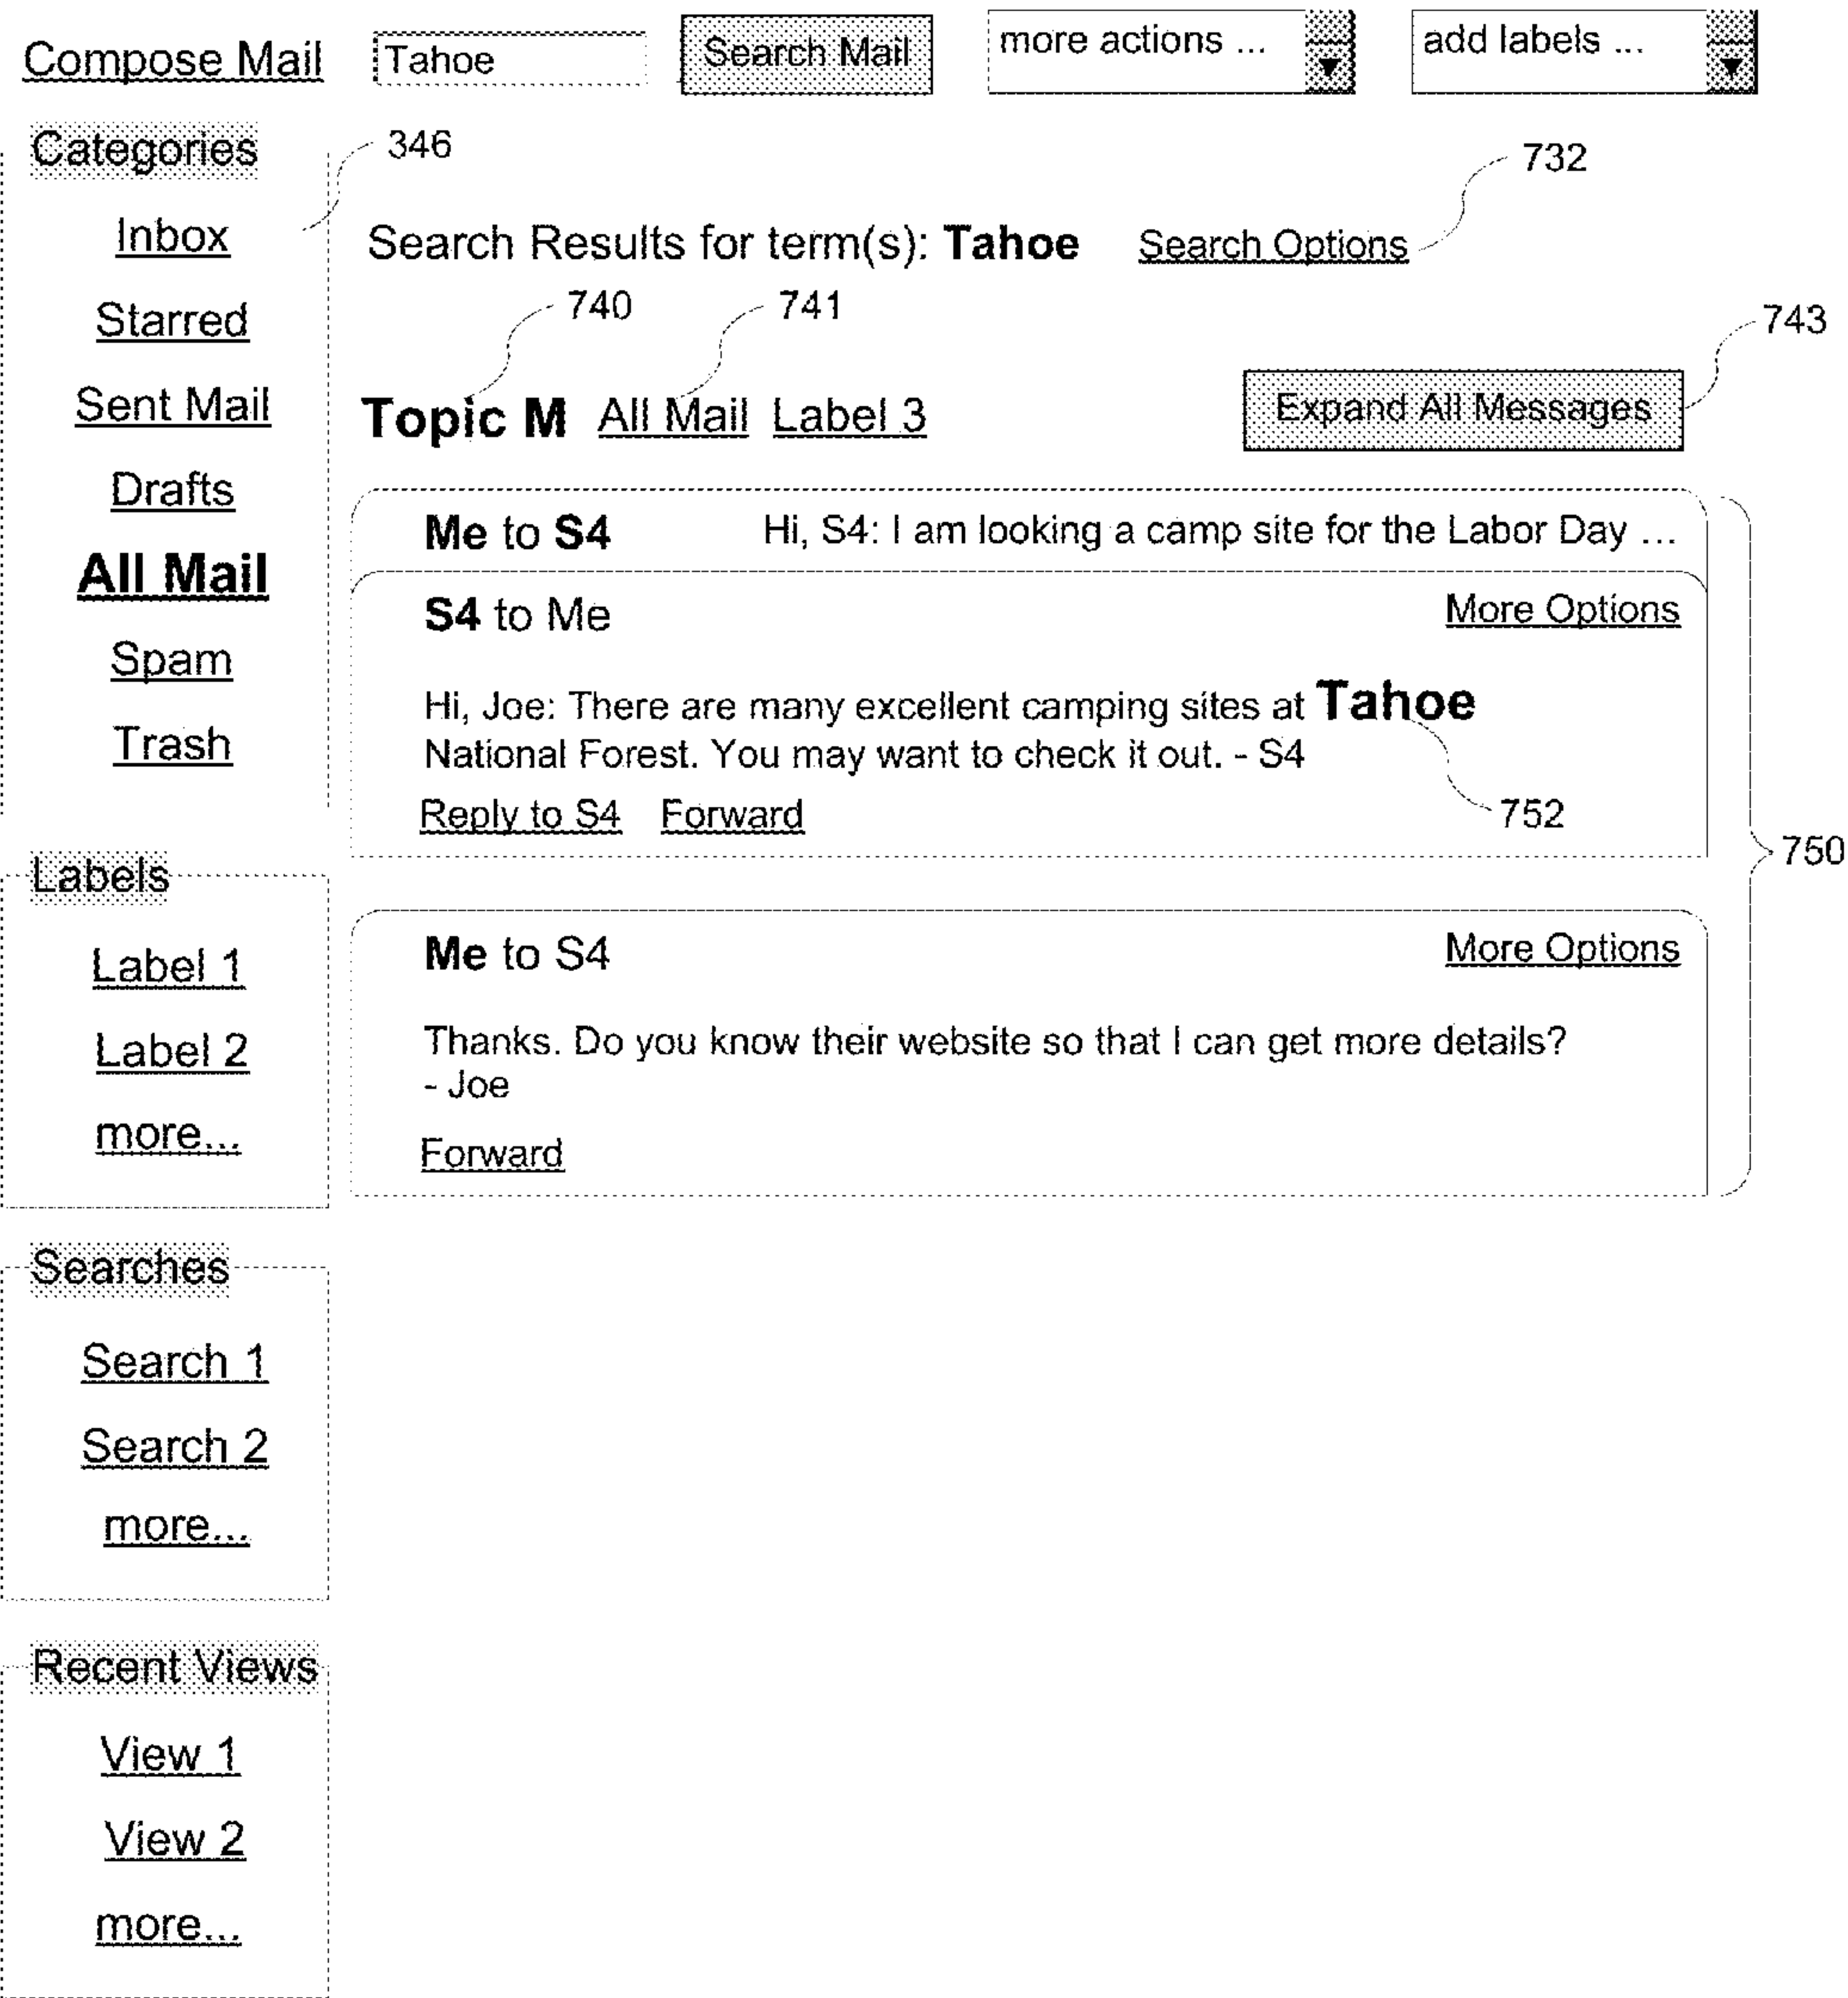 Compose Mail Tahoe Search Mail more actions ... add labels ...
Categories 346 732
Inbox Search Results for term(s): Tahoe Search Options
Starred 740 741 743
Sent Mail Topic M All Mail Label 3 Expand All Messages
Drafts
Me to S4 Hi, S4: I am looking a camp site for the Labor Day ...
All Mail
S4 to Me More Options
Spam
Hi, Joe: There are many excellent camping sites at Tahoe
Trash National Forest. You may want to check it out. - S4
Reply to S4 Forward 752
750
Labels
Label 1 Me to S4 More Options
Label 2 Thanks. Do you know their website so that I can get more details?
- Joe
more...
Forward
Searches
Search 1
Search 2
more...
Recent Views
View 1
View 2
more...